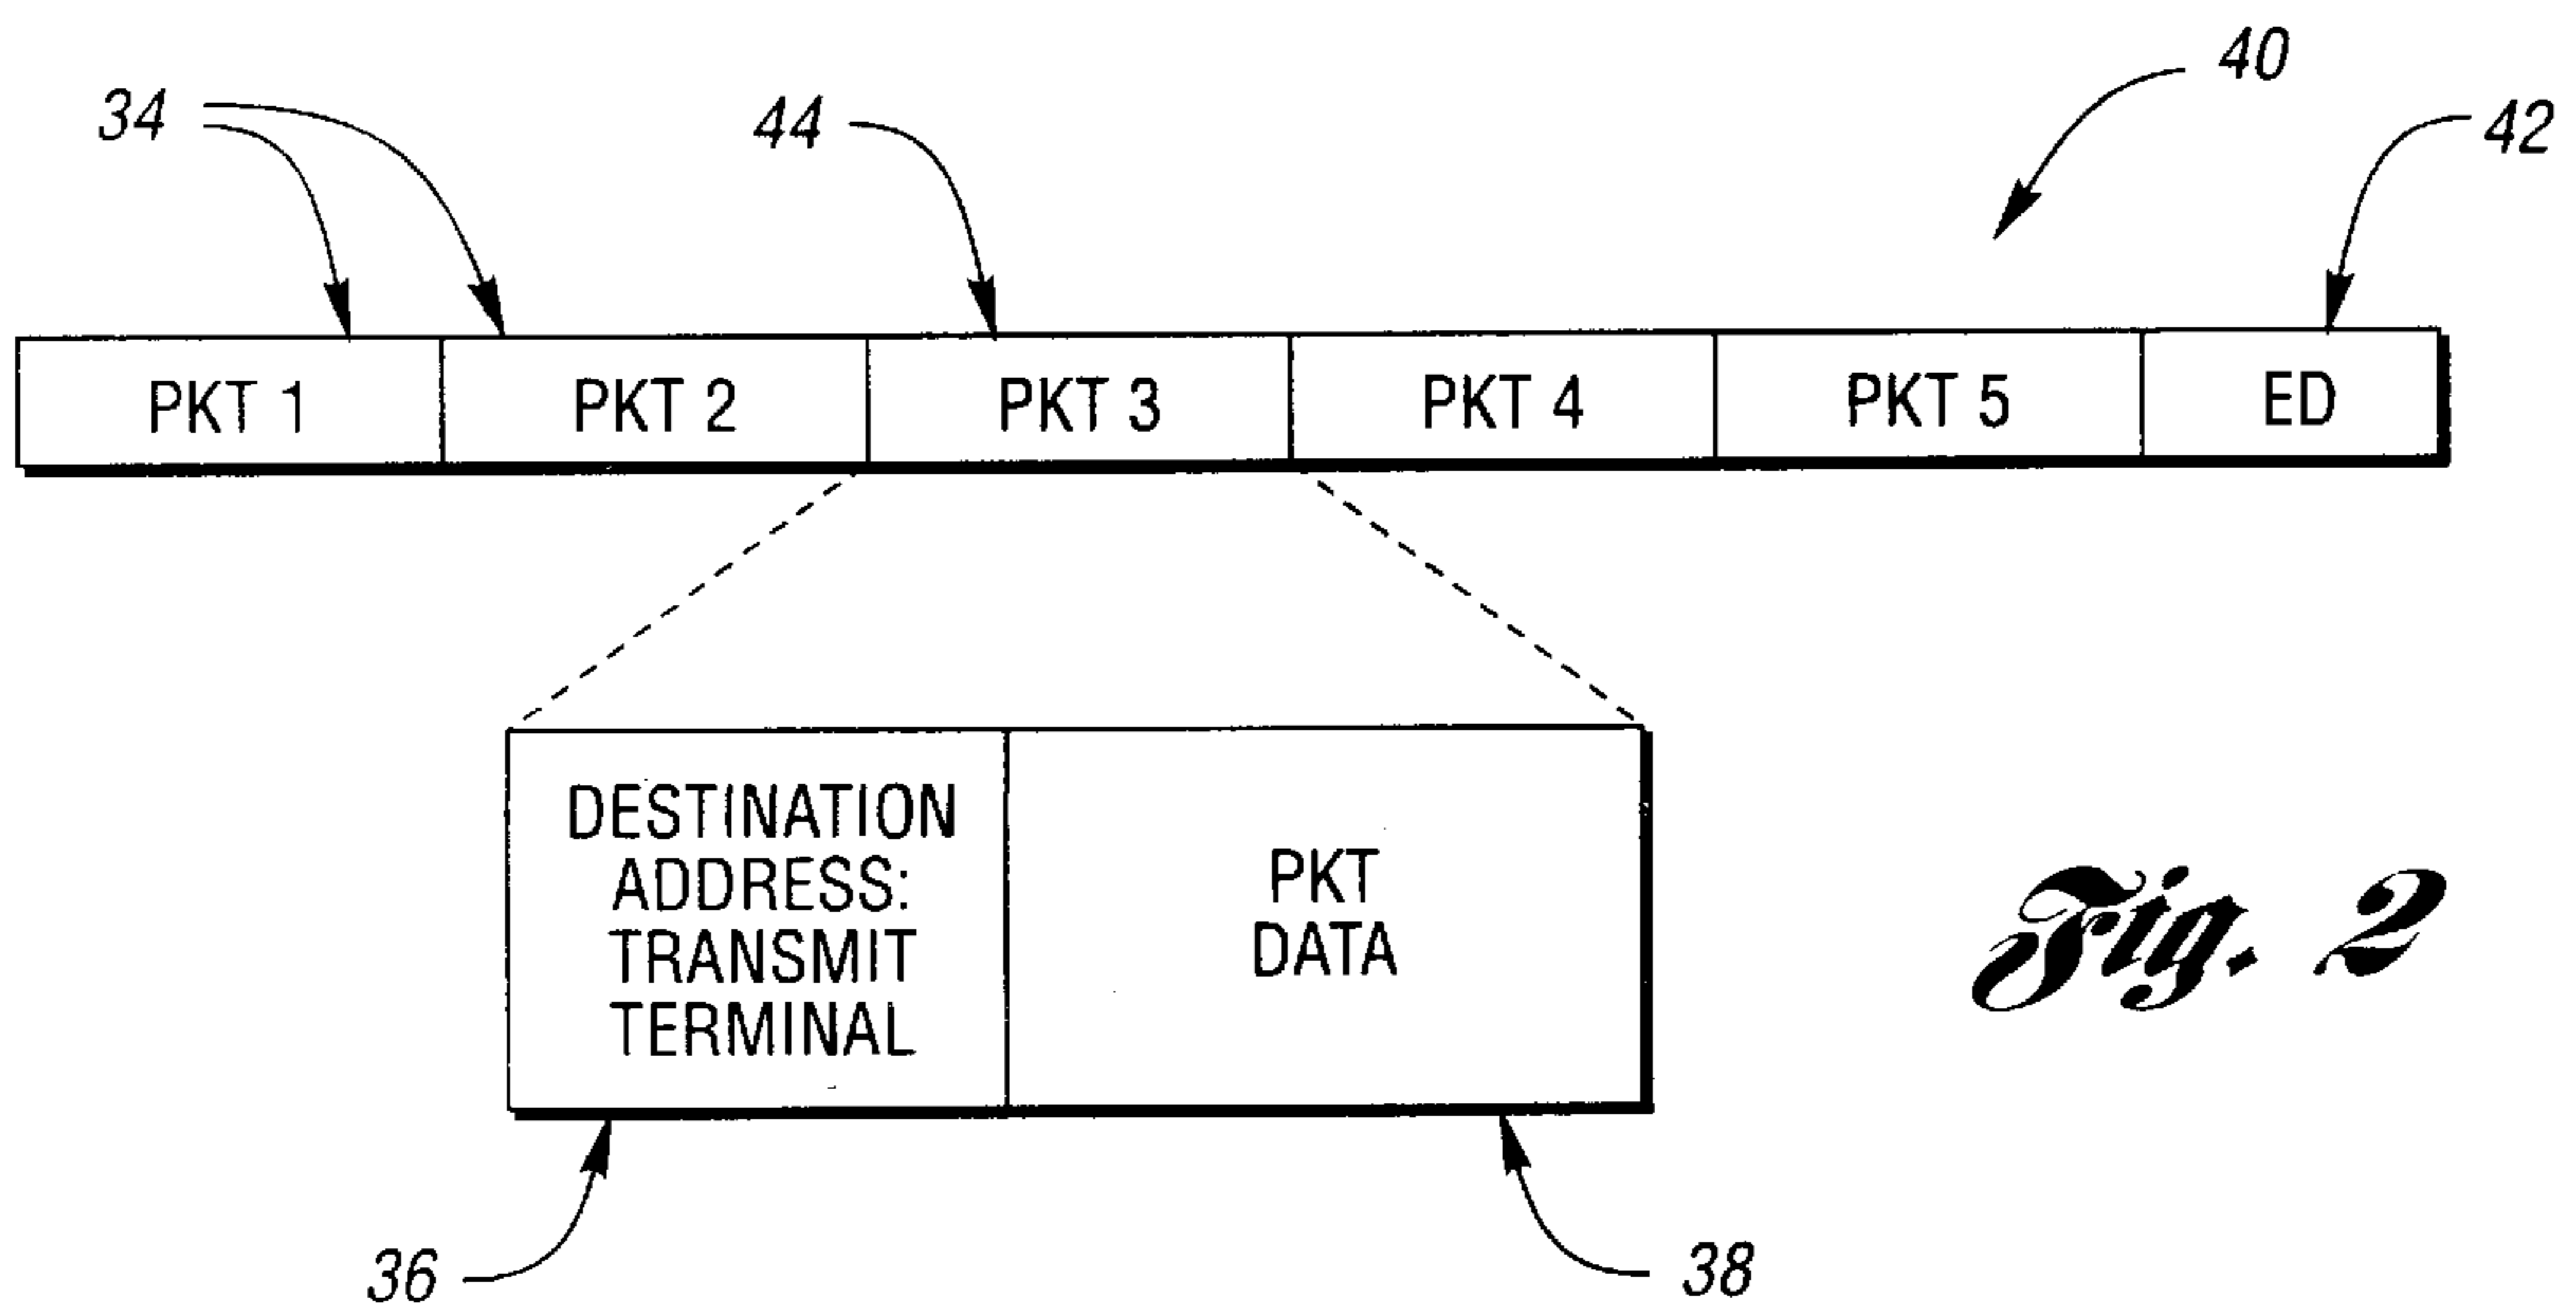 40
34
44
42
PKT 1 PKT 2 PKT 3 PKT 4 PKT 5 ED
DESTINATION
ADDRESS:
TRANSMIT
TERMINAL
PKT
DATA
Fig. 2
36
38